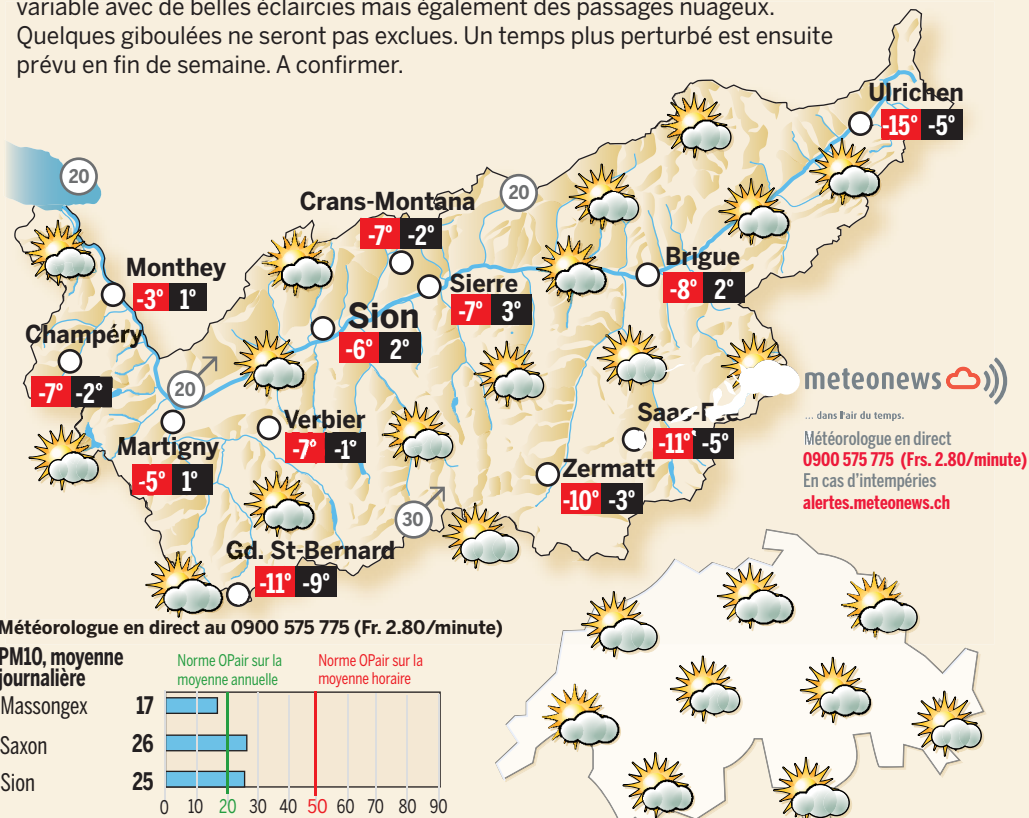 variable avec de belles éclaircies mais également des passages nuageux.
Quelques giboulées ne seront pas exclues. Un temps plus perturbé est ensuite
prévu en fin de semaine. A confirmer.
Ulrichen
-15° -5°
20
20
Crans-Montana
-7° -2°
Monthey
-3° 1°
Sierre
-7° 3°
Brigue
-8° 2°
Sion
-6° 2°
Champéry
-7° -2°
20
meteonews
... dans l'air du temps.
Météorologue en direct
0900 575 775 (Frs. 2.80/minute)
En cas d'intempéries
alertes.meteonews.ch
Verbier
-7° -1°
Saas-Fee
-11° -5°
Martigny
-5° 1°
Zermatt
-10° -3°
30
Gd. St-Bernard
-11° -9°
Météorologue en direct au 0900 575 775 (Fr. 2.80/minute)
PM10, moyenne
journalière
Norme OPair sur la
moyenne annuelle
Norme OPair sur la
moyenne horaire
Massongex 17
Saxon 26
Sion 25
0 10 20 30 40 50 60 70 80 90